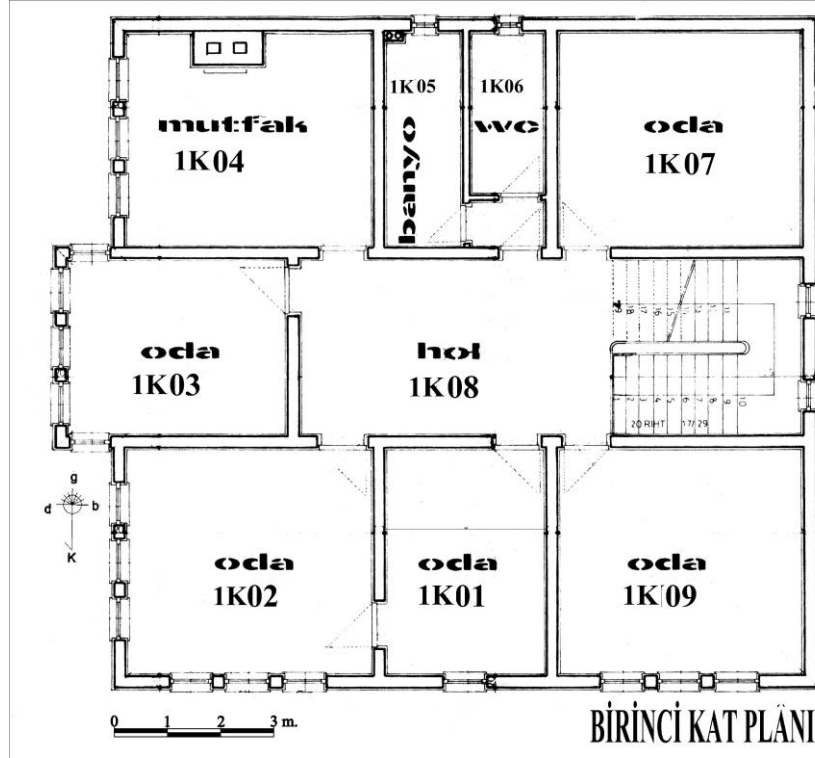 1K05
1K06
mutfak
banyo
wc
oda
1K04
1K07
oda
hol
1K03
1K08
20 RIHT 17/29
g
d b
K
oda
oda
oda
1K02
1K01
1K09
0 1 2 3 m.
BİRİNCİ KAT PLÂNI